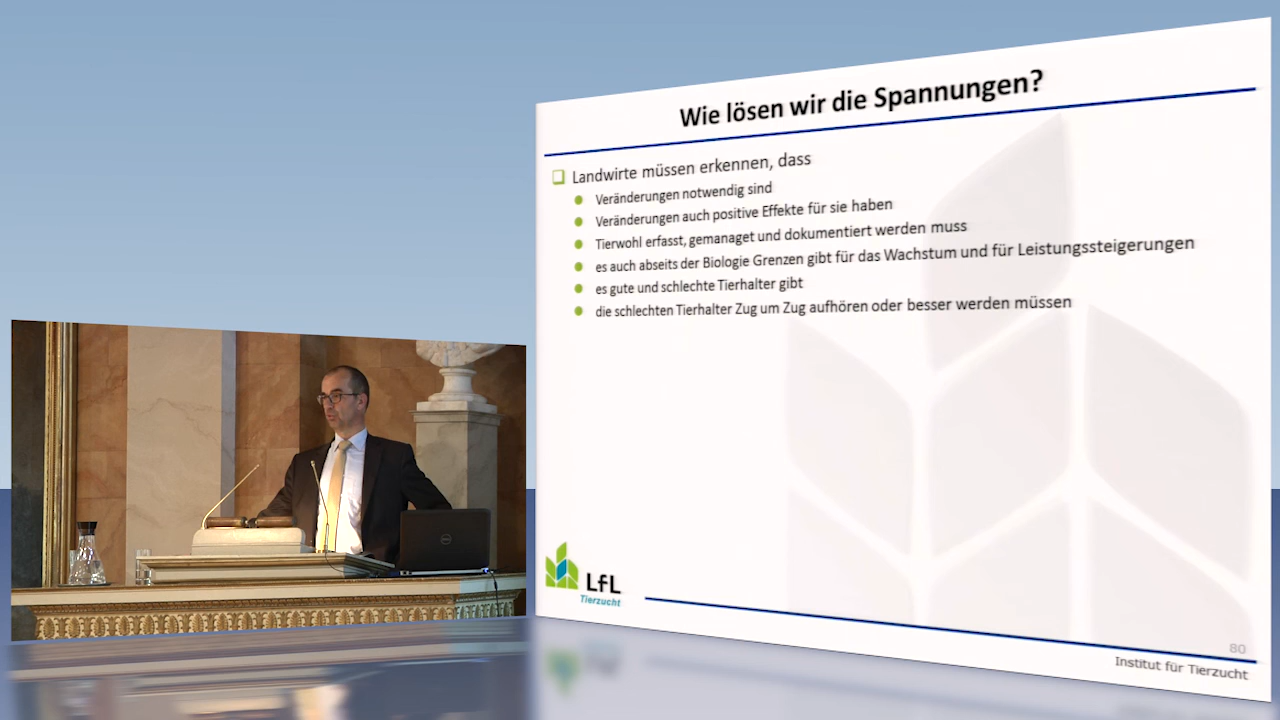 Wie lösen wir die Spannungen?
Landwirte müssen erkennen, dass
Veränderungen notwendig sind
Veränderungen auch positive Effekte für sie haben
Tierwohl erfasst, gemanaget und dokumentiert werden muss
es auch abseits der Biologie Grenzen gibt für das Wachstum und für Leistungssteigerungen
es gute und schlechte Tierhalter gibt
die schlechten Tierhalter Zug um Zug aufhören oder besser werden müssen
LfL
Tierzucht
80
Institut für Tierzucht
DELL